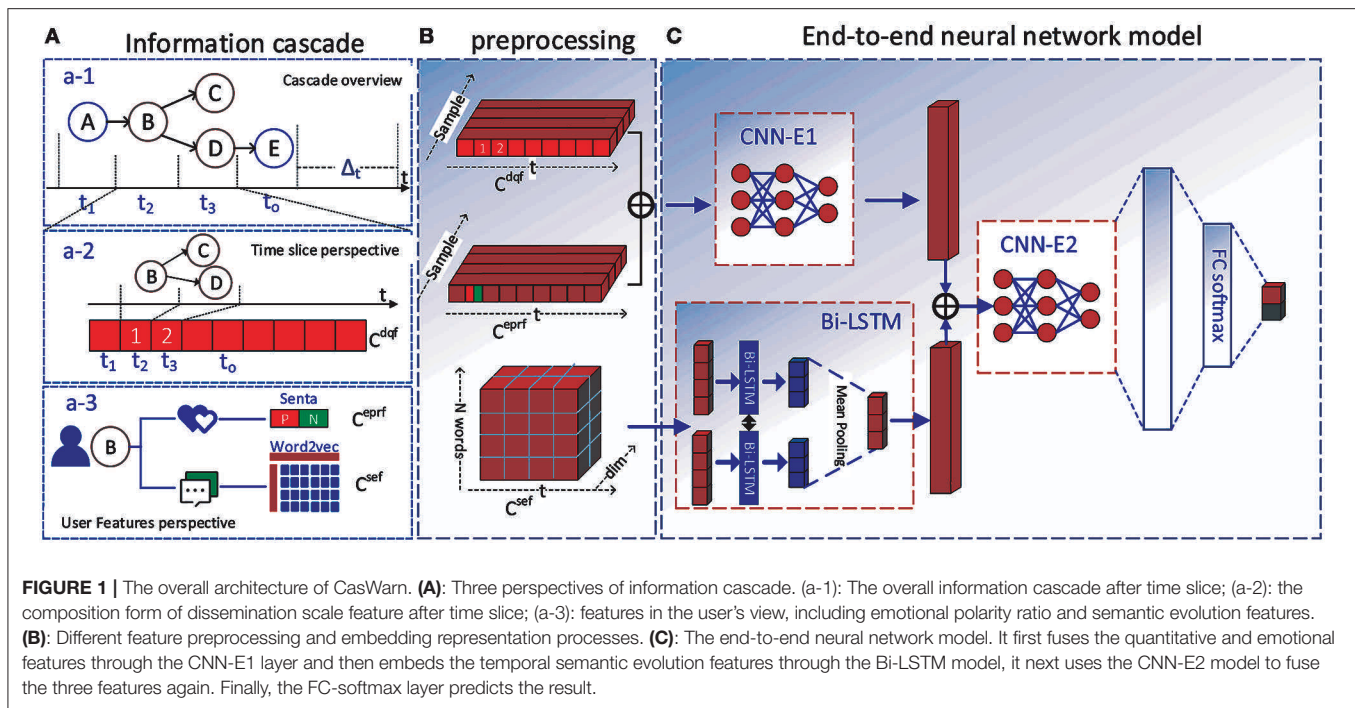 A Information cascade
a-1
Cascade overview
C
A
B
D
E
Δt
t
t1
t2
t3
to
a-2
Time slice perspective
C
B
D
t
1 2
Cdqf
t1
t2
t3
to
a-3
Senta
P N
Ceprf
B
Word2vec
Csef
User Features perspective
B preprocessing
Sample
1 2
t
Cdqf
Sample
t
Ceprf
N words
dim
t
Csef
C End-to-end neural network model
CNN-E1
CNN-E2
FC softmax
Bi-LSTM
Bi-LSTM
Bi-LSTM
Mean Pooling
FIGURE 1 | The overall architecture of CasWarn. (A): Three perspectives of information cascade. (a-1): The overall information cascade after time slice; (a-2): the
composition form of dissemination scale feature after time slice; (a-3): features in the user's view, including emotional polarity ratio and semantic evolution features.
(B): Different feature preprocessing and embedding representation processes. (C): The end-to-end neural network model. It first fuses the quantitative and emotional
features through the CNN-E1 layer and then embeds the temporal semantic evolution features through the Bi-LSTM model, it next uses the CNN-E2 model to fuse
the three features again. Finally, the FC-softmax layer predicts the result.